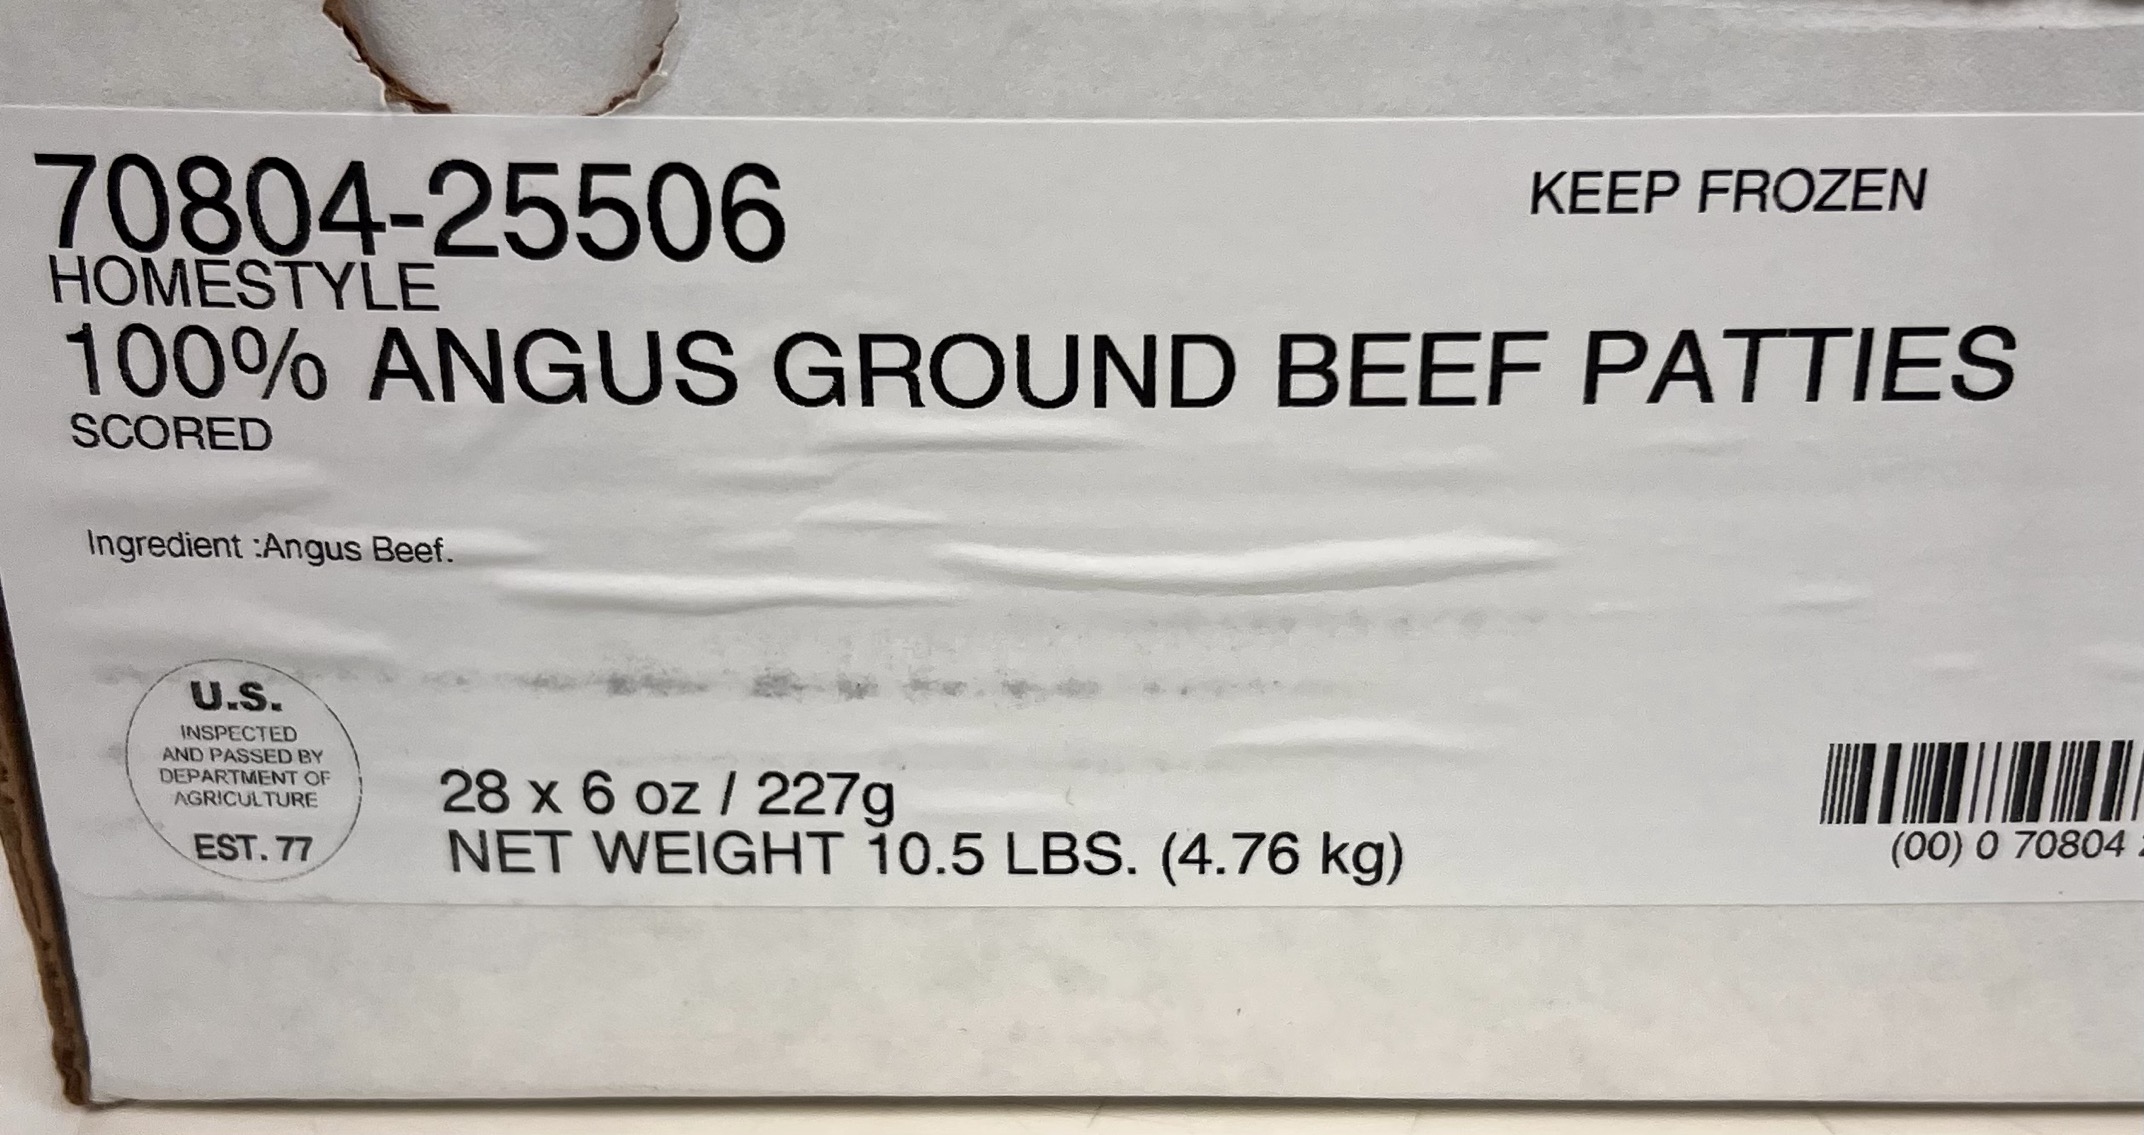 70804-25506
KEEP FROZEN
HOMESTYLE
100% ANGUS GROUND BEEF PATTIES
SCORED
Ingredient :Angus Beef.
U.S.
INSPECTED
AND PASSED BY
DEPARTMENT OF
AGRICULTURE
EST. 77
28 x 6 oz / 227g
NET WEIGHT 10.5 LBS. (4.76 kg)
(00) 0 70804